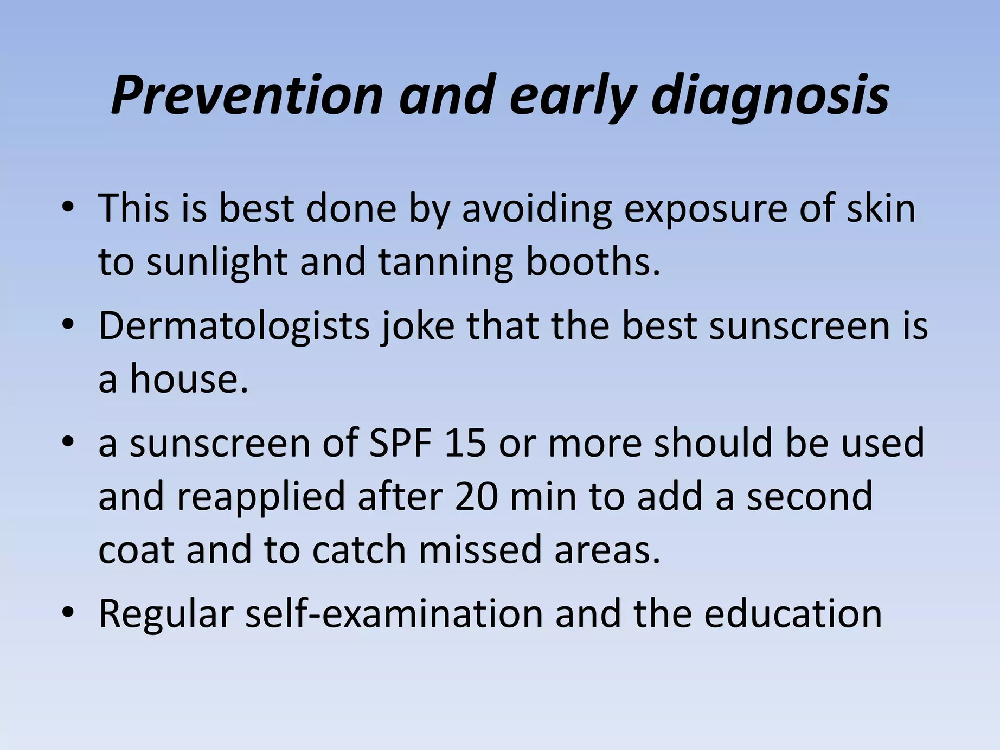 Prevention and early diagnosis
• This is best done by avoiding exposure of skin
to sunlight and tanning booths.
• Dermatologists joke that the best sunscreen is
a house.
• a sunscreen of SPF 15 or more should be used
and reapplied after 20 min to add a second
coat and to catch missed areas.
• Regular self-examination and the education